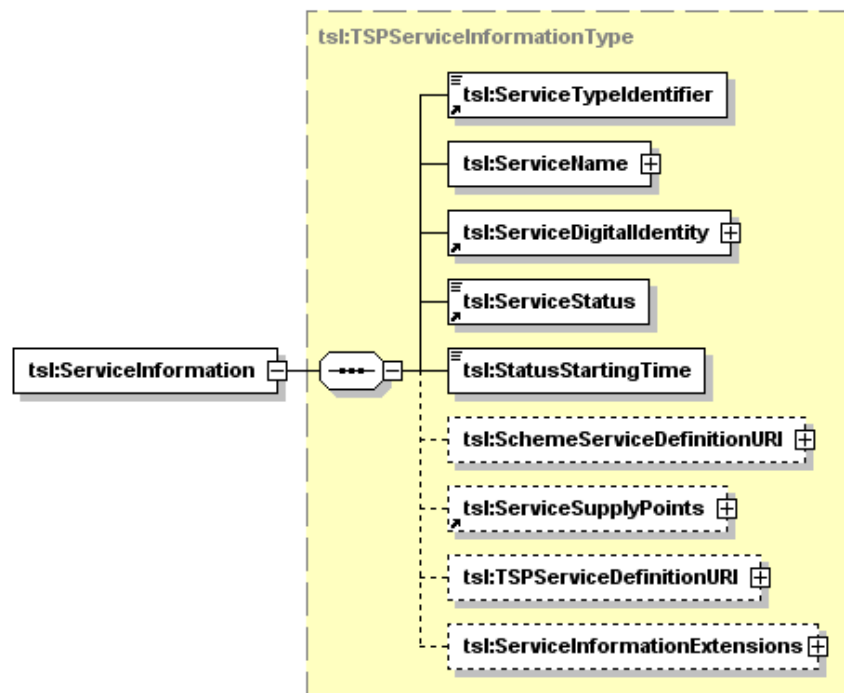 tsl:TSPServiceInformationType
tsl:ServiceTypeIdentifier
tsl:ServiceName
tsl:ServiceDigitalIdentity
tsl:ServiceStatus
tsl:ServiceInformation
tsl:StatusStartingTime
tsl:SchemeServiceDefinitionURI
tsl:ServiceSupplyPoints
tsl:TSPServiceDefinitionURI
tsl:ServiceInformationExtensions